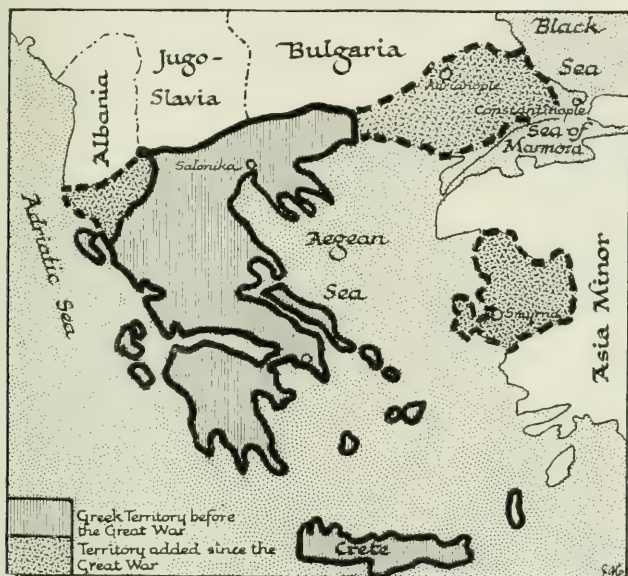 Black
Sea
Bulgaria
Jugo-
Slavia
Albania
Adrianople
Constantinople
Sea of
Marmora
Salonika
Adriatic Sea
Aegean
Sea
Smyrna
Asia Minor
Greek Territory before
the Great War
Territory added since the
Great War
Crete